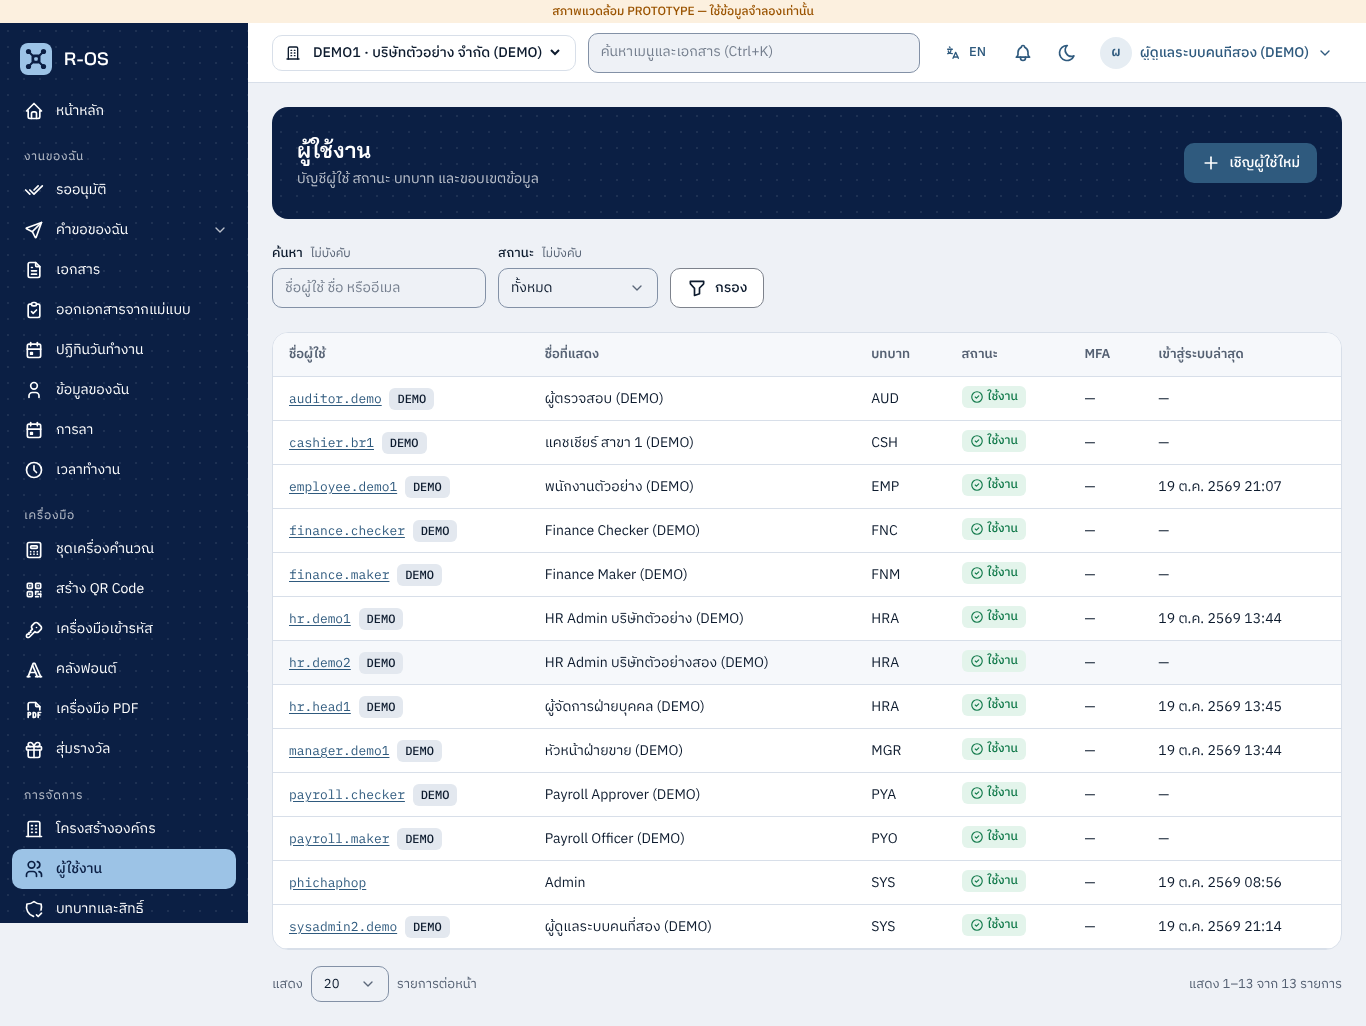 สภาพแวดล้อม PROTOTYPE — ใช้ข้อมูลจำลองเท่านั้น
R-OS
DEMO1 · บริษัทตัวอย่าง จำกัด (DEMO)
ค้นหาเมนูและเอกสาร (Ctrl+K)
EN
ผ
ผู้ดูแลระบบคนที่สอง (DEMO)
หน้าหลัก
งานของฉัน
รออนุมัติ
คำขอของฉัน
เอกสาร
ออกเอกสารจากแม่แบบ
ปฏิทินวันทำงาน
ข้อมูลของฉัน
การลา
เวลาทำงาน
เครื่องมือ
ชุดเครื่องคำนวณ
สร้าง QR Code
เครื่องมือเข้ารหัส
คลังฟอนต์
เครื่องมือ PDF
สุ่มรางวัล
การจัดการ
โครงสร้างองค์กร
ผู้ใช้งาน
บทบาทและสิทธิ์
ผู้ใช้งาน
บัญชีผู้ใช้ สถานะ บทบาท และขอบเขตข้อมูล
เชิญผู้ใช้ใหม่
ค้นหา ไม่บังคับ
สถานะ ไม่บังคับ
ชื่อผู้ใช้ ชื่อ หรืออีเมล
ทั้งหมด
กรอง
ชื่อผู้ใช้ ชื่อที่แสดง บทบาท สถานะ MFA เข้าสู่ระบบล่าสุด
auditor.demo DEMO ผู้ตรวจสอบ (DEMO) AUD ใช้งาน — —
cashier.br1 DEMO แคชเชียร์ สาขา 1 (DEMO) CSH ใช้งาน — —
employee.demo1 DEMO พนักงานตัวอย่าง (DEMO) EMP ใช้งาน — 19 ต.ค. 2569 21:07
finance.checker DEMO Finance Checker (DEMO) FNC ใช้งาน — —
finance.maker DEMO Finance Maker (DEMO) FNM ใช้งาน — —
hr.demo1 DEMO HR Admin บริษัทตัวอย่าง (DEMO) HRA ใช้งาน — 19 ต.ค. 2569 13:44
hr.demo2 DEMO HR Admin บริษัทตัวอย่างสอง (DEMO) HRA ใช้งาน — —
hr.head1 DEMO ผู้จัดการฝ่ายบุคคล (DEMO) HRA ใช้งาน — 19 ต.ค. 2569 13:45
manager.demo1 DEMO หัวหน้าฝ่ายขาย (DEMO) MGR ใช้งาน — 19 ต.ค. 2569 13:44
payroll.checker DEMO Payroll Approver (DEMO) PYA ใช้งาน — —
payroll.maker DEMO Payroll Officer (DEMO) PYO ใช้งาน — —
phichaphop Admin SYS ใช้งาน — 19 ต.ค. 2569 08:56
sysadmin2.demo DEMO ผู้ดูแลระบบคนที่สอง (DEMO) SYS ใช้งาน — 19 ต.ค. 2569 21:14
แสดง 20 รายการต่อหน้า
แสดง 1–13 จาก 13 รายการ